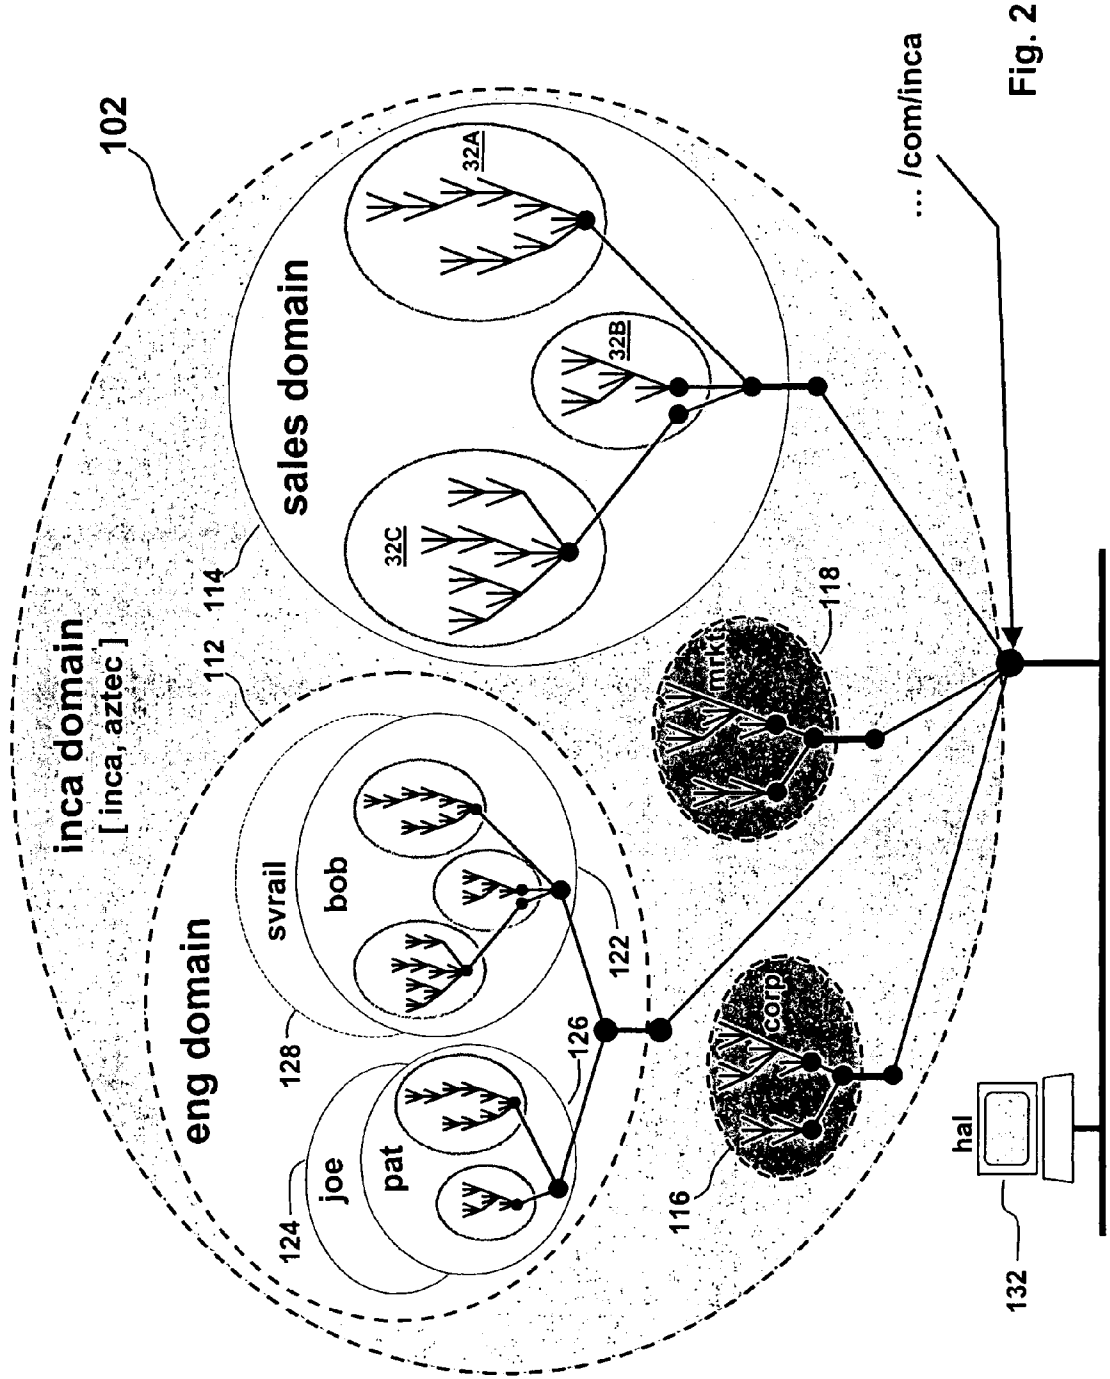 102
inca domain
[ inca, aztec ]
112
114
eng domain
sales domain
svrail
bob
128
joe
pat
124
32C
32B
32A
122
126
mrkt
118
corp
116
hal
132
... /com/inca
Fig. 2